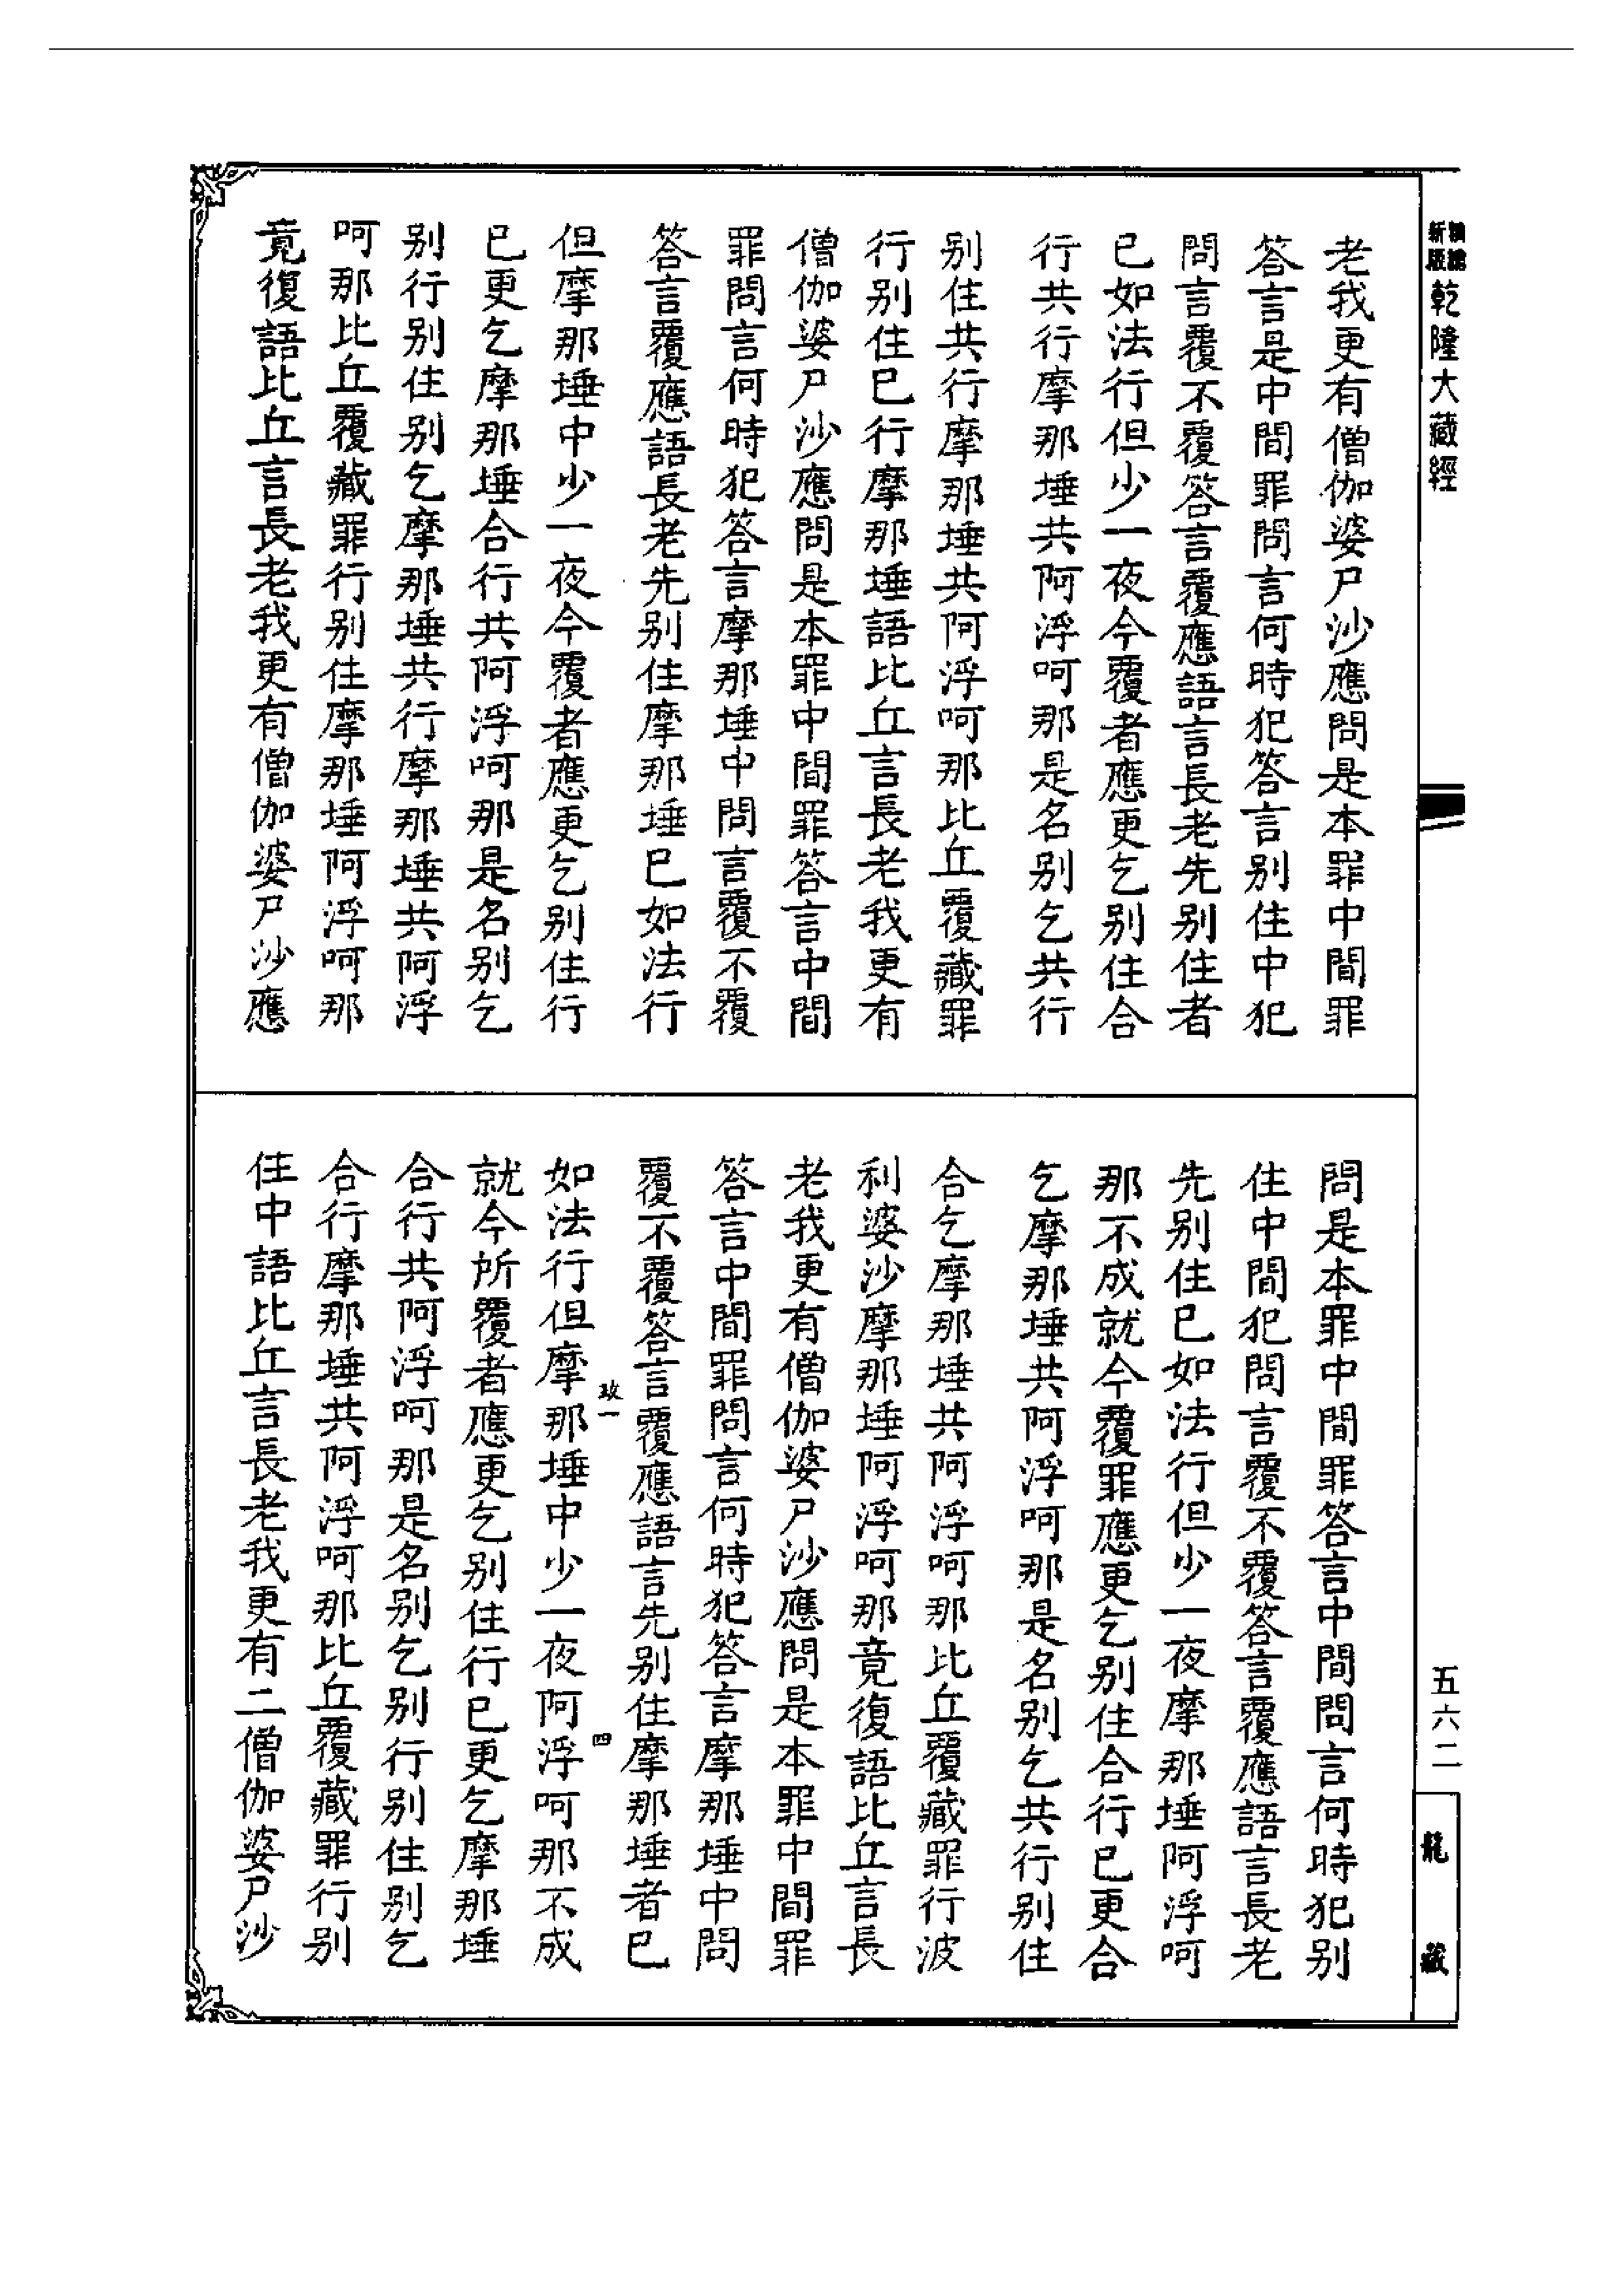 新版
乾隆大藏經
五六二
龍藏
老我更有僧伽婆尸沙應問是本罪中間罪
答言是中間罪問言何時犯答言別住中犯
問言覆不覆答言覆應語言長老先別住者
已如法行但少一夜今覆者應更乞別住合
行共行摩那埵共阿浮呵那是名別乞共行
別住共行摩那埵共阿浮呵那比丘覆藏罪
行別住已行摩那埵語比丘言長老我更有
僧伽婆尸沙應問是本罪中間罪答言中間
罪問言何時犯答言摩那埵中問言覆不覆
答言覆應語長老先別住摩那埵已如法行
但摩那埵中少一夜今覆者應更乞別住行
已更乞摩那埵合行共阿浮呵那是名別乞
別行別住別乞摩那埵共行摩那埵共阿浮
呵那比丘覆藏罪行別住摩那埵阿浮呵那
竟復語比丘言長老我更有僧伽婆尸沙應
問是本罪中間罪答言中間問言何時犯別
住中間犯問言覆不覆答言覆應語言長老
先別住已如法行但少一夜摩那埵阿浮呵
那不成就今覆罪應更乞別住合行已更合
乞摩那埵共阿浮呵那是名別乞共行別住
合乞摩那埵共阿浮呵那比丘覆藏罪行波
利婆沙摩那埵阿浮呵那竟復語比丘言長
老我更有僧伽婆尸沙應問是本罪中間罪
答言中間罪問言何時犯答言摩那埵中問
覆不覆答言覆應語言先別住摩那埵者已
攻一
四
如法行但摩那埵中少一夜阿浮呵那不成
就今所覆者應更乞別住行已更乞摩那埵
合行共阿浮呵那是名別乞別行別住別乞
合行摩那埵共阿浮呵那比丘覆藏罪行別
住中語比丘言長老我更有二僧伽婆尸沙